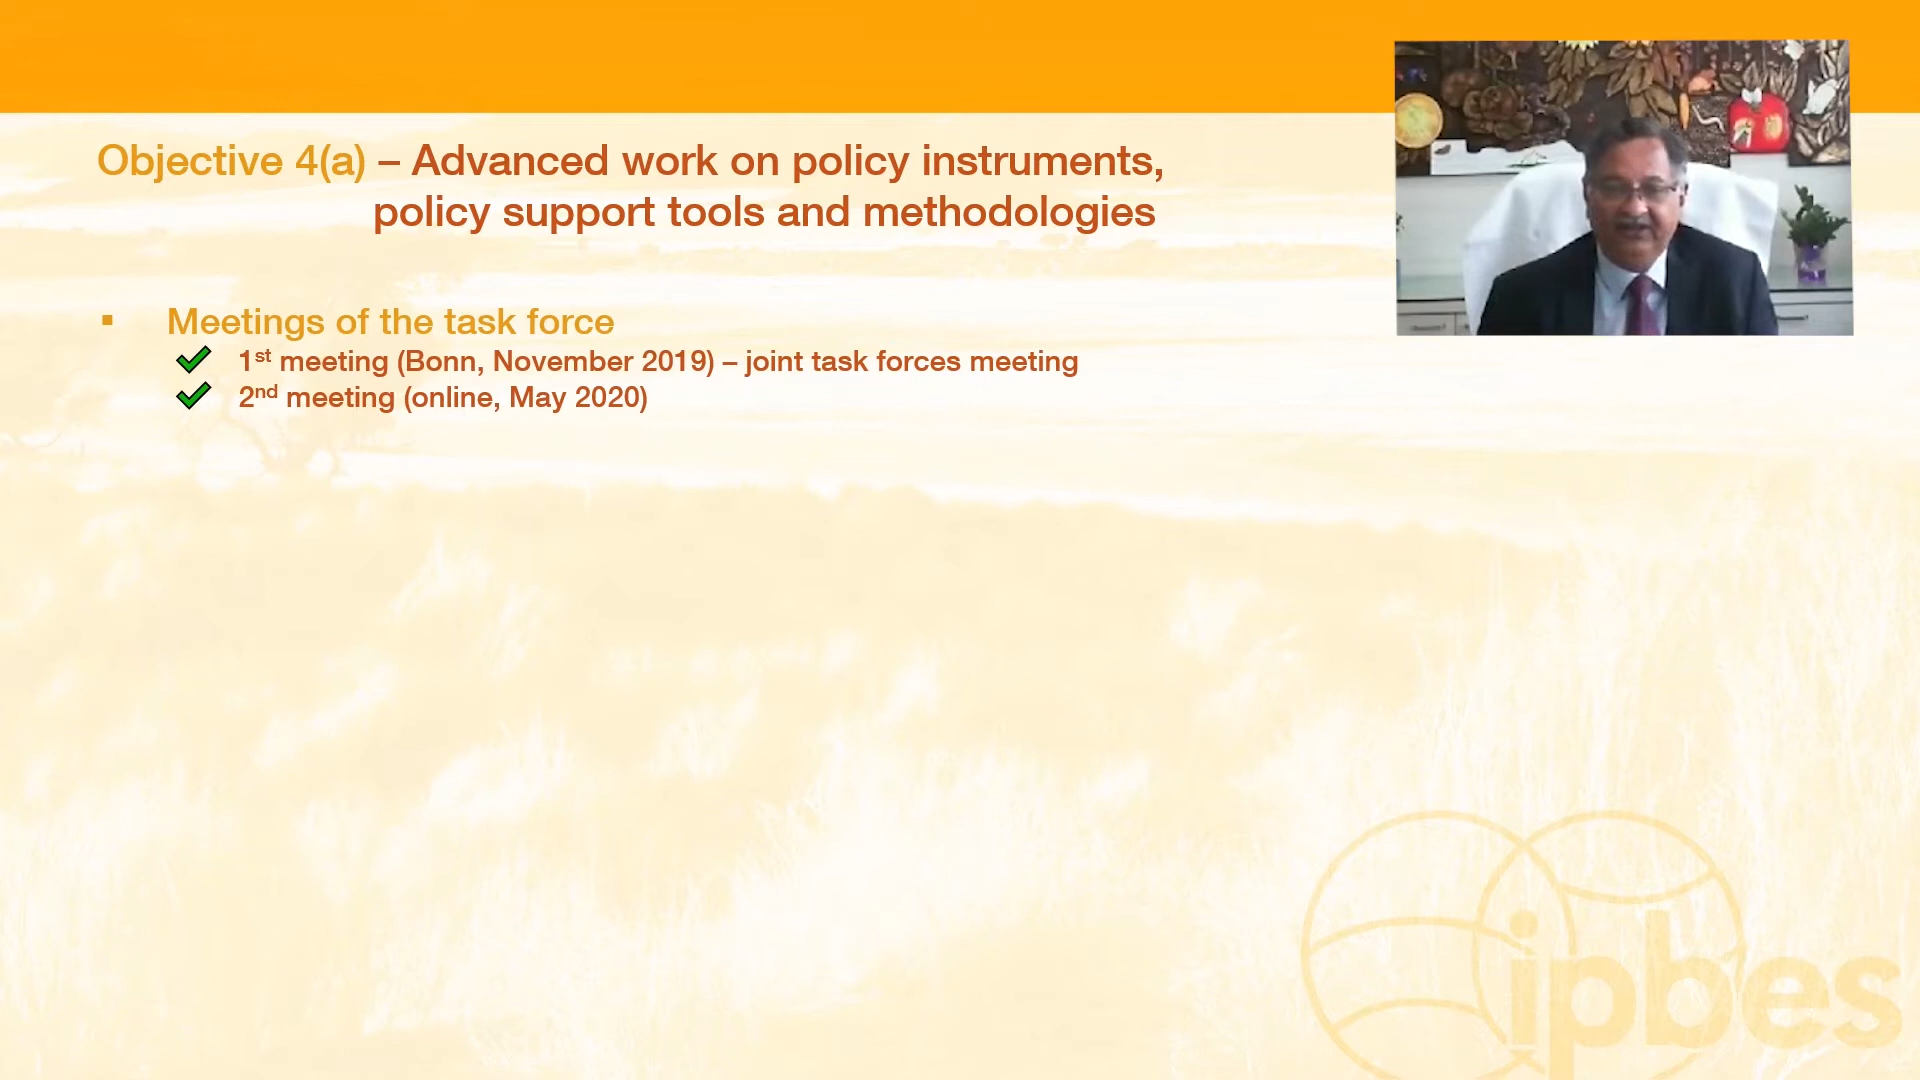 Objective 4(a) – Advanced work on policy instruments,
policy support tools and methodologies
▪ Meetings of the task force
✔ 1st meeting (Bonn, November 2019) – joint task forces meeting
✔ 2nd meeting (online, May 2020)
ipbes